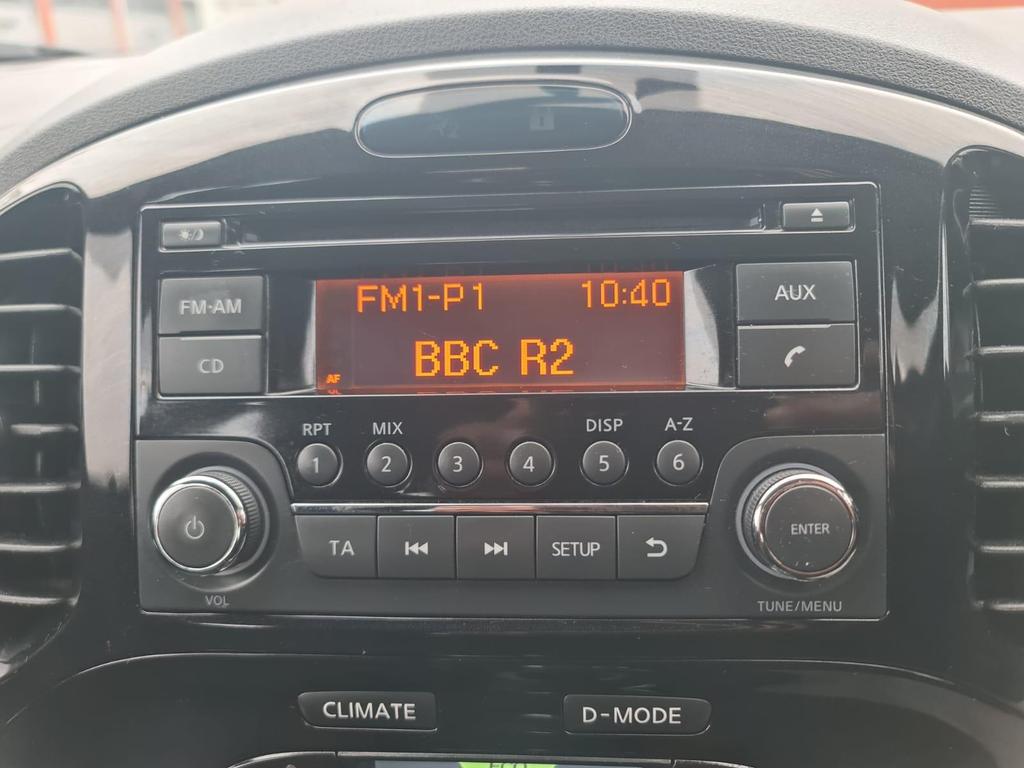 FM-AM
CD
FM1-P1 10:40
BBC R2
AF
AUX
RPT MIX DISP A-Z
1 2 3 4 5 6
TA SETUP
ENTER
VOL
TUNE/MENU
CLIMATE D-MODE
ECO